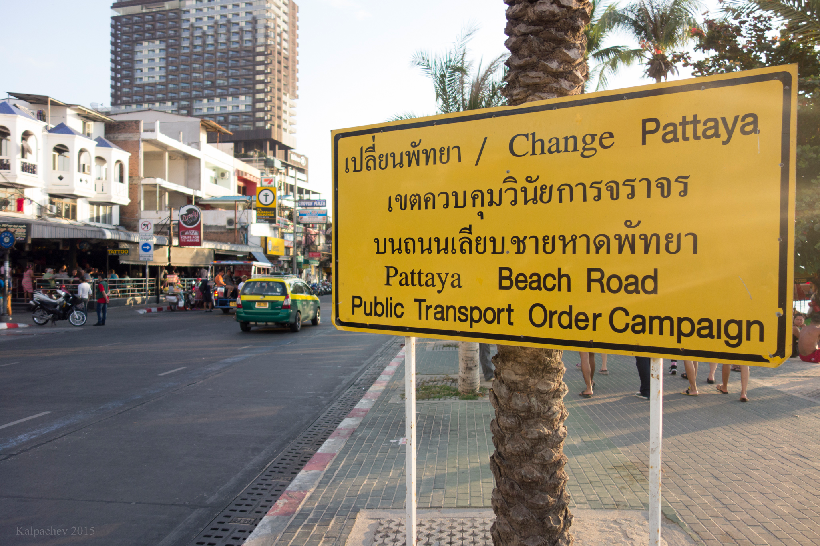 เปลี่ยนพัทยา / Change Pattaya
เขตควบคุมวินัยการจราจร
บนถนนเลียบชายหาดพัทยา
Pattaya Beach Road
Public Transport Order Campaign
TATTOO
Kalpachev 2015